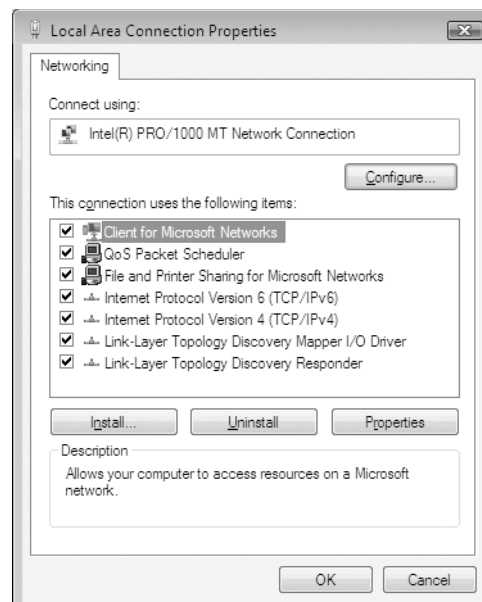 Local Area Connection Properties
Networking
Connect using:
Intel(R) PRO/1000 MT Network Connection
Configure...
This connection uses the following items:
Client for Microsoft Networks
QoS Packet Scheduler
File and Printer Sharing for Microsoft Networks
Internet Protocol Version 6 (TCP/IPv6)
Internet Protocol Version 4 (TCP/IPv4)
Link-Layer Topology Discovery Mapper I/O Driver
Link-Layer Topology Discovery Responder
Install... Uninstall Properties
Description
Allows your computer to access resources on a Microsoft
network.
OK Cancel